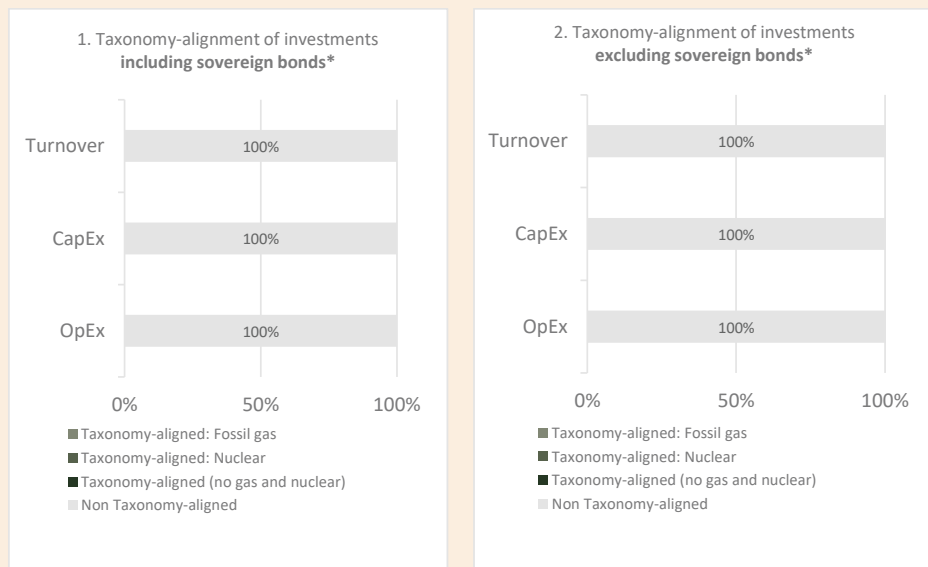 1. Taxonomy-alignment of investments
including sovereign bonds*
Turnover
100%
CapEx
100%
OpEx
100%
0%
50%
100%
Taxonomy-aligned: Fossil gas
Taxonomy-aligned: Nuclear
Taxonomy-aligned (no gas and nuclear)
Non Taxonomy-aligned
2. Taxonomy-alignment of investments
excluding sovereign bonds*
Turnover
100%
CapEx
100%
OpEx
100%
0%
50%
100%
Taxonomy-aligned: Fossil gas
Taxonomy-aligned: Nuclear
Taxonomy-aligned (no gas and nuclear)
Non Taxonomy-aligned